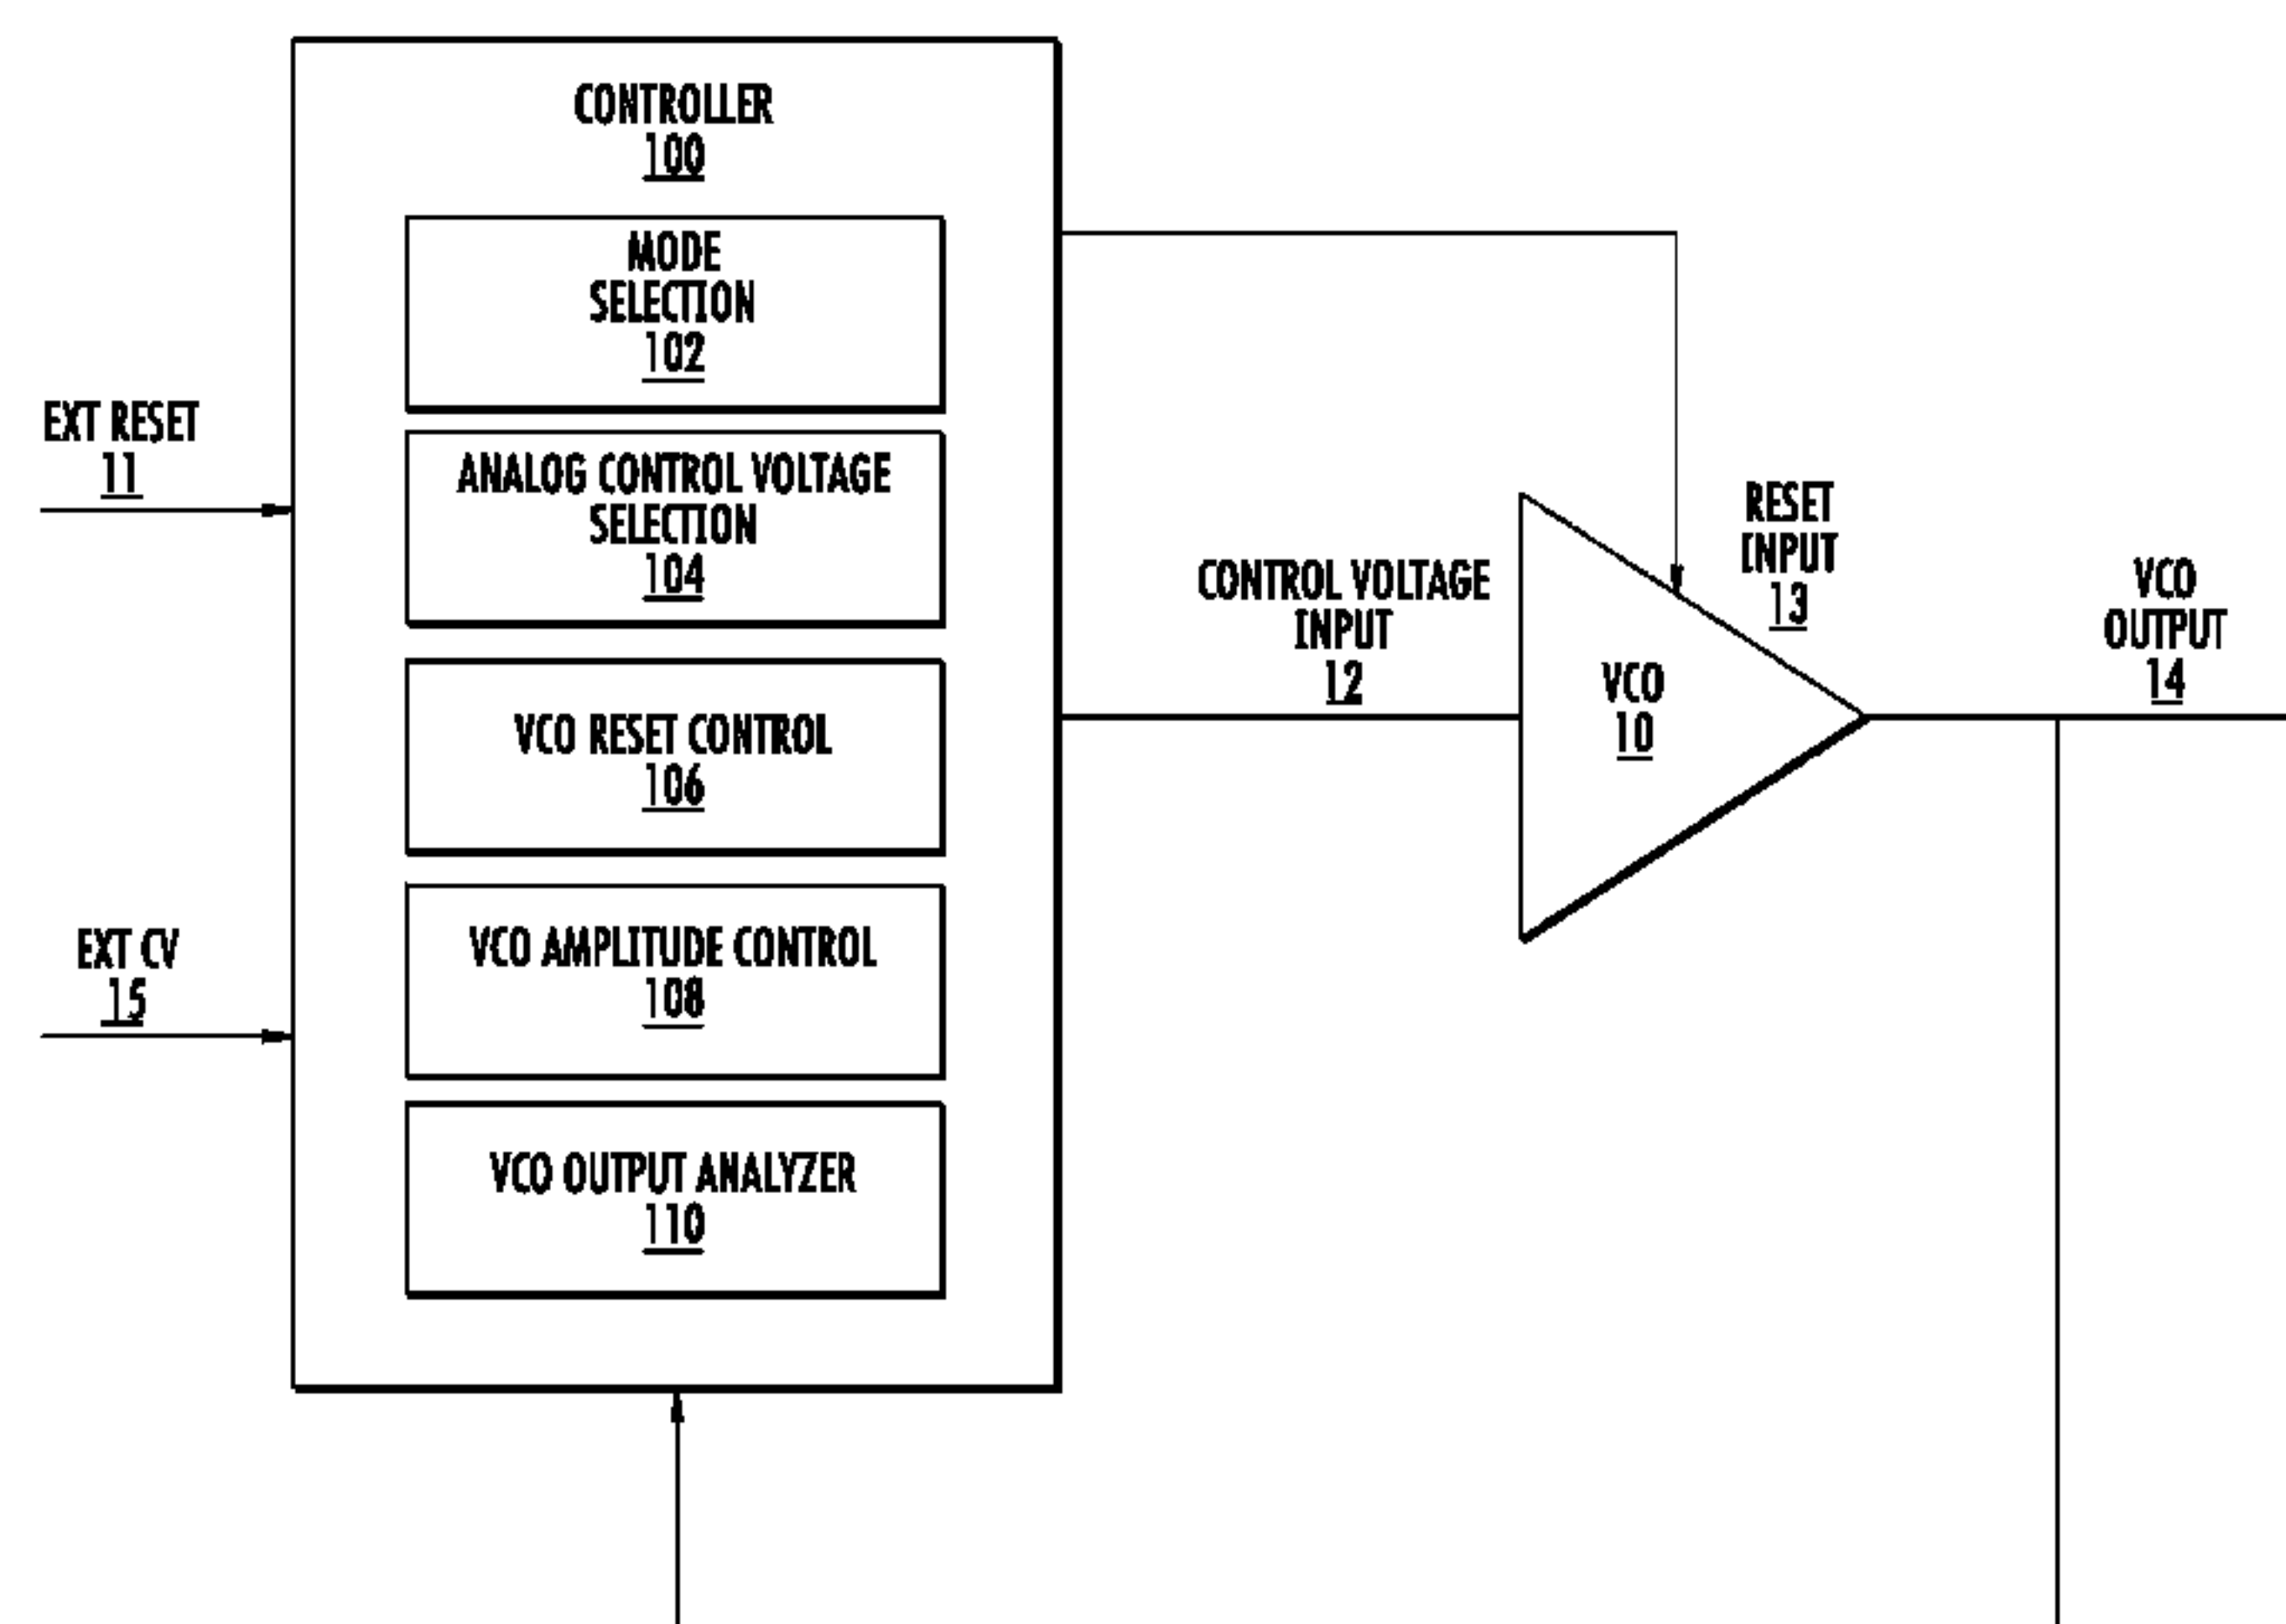 CONTROLLER
100
MODE
SELECTION
102
ANALOG CONTROL VOLTAGE
SELECTION
104
VCO RESET CONTROL
106
VCO AMPLITUDE CONTROL
108
VCO OUTPUT ANALYZER
110
EXT RESET
11
EXT CV
15
CONTROL VOLTAGE
INPUT
12
VCO
10
RESET
INPUT
13
VCO
OUTPUT
14